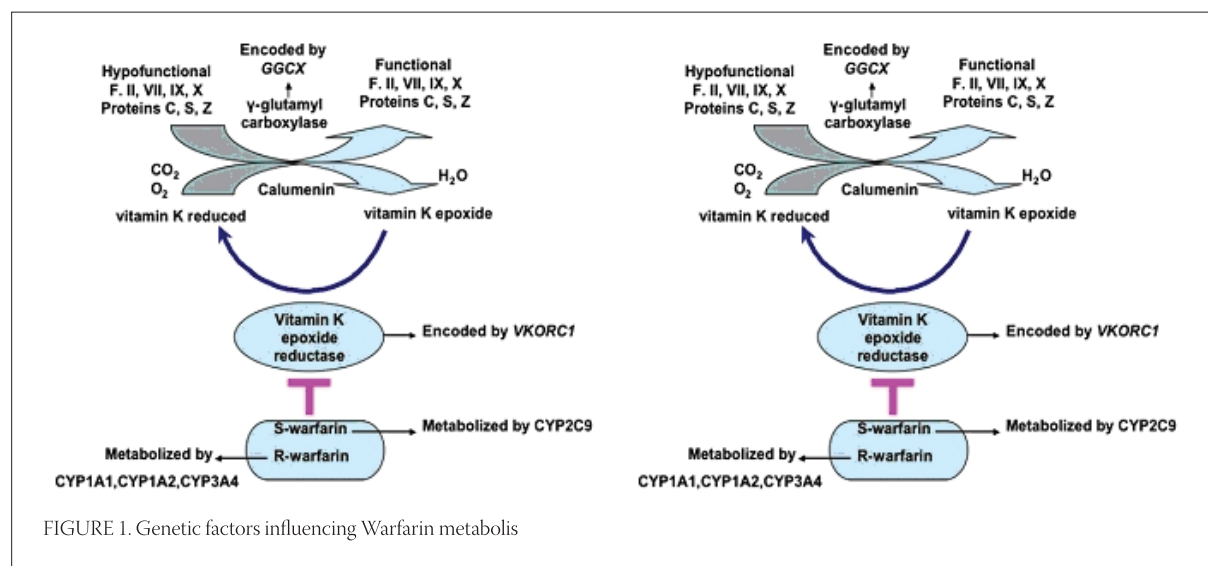 Encoded by
GGCX
Hypofunctional
F. II, VII, IX, X
Proteins C, S, Z
γ-glutamyl
carboxylase
Functional
F. II, VII, IX, X
Proteins C, S, Z
CO₂
O₂
Calumenin
H₂O
vitamin K reduced
vitamin K epoxide
Vitamin K
epoxide
reductase
Encoded by VKORC1
S-warfarin
Metabolized by CYP2C9
R-warfarin
Metabolized by
CYP1A1,CYP1A2,CYP3A4
Encoded by
GGCX
Hypofunctional
F. II, VII, IX, X
Proteins C, S, Z
γ-glutamyl
carboxylase
Functional
F. II, VII, IX, X
Proteins C, S, Z
CO₂
O₂
Calumenin
H₂O
vitamin K reduced
vitamin K epoxide
Vitamin K
epoxide
reductase
Encoded by VKORC1
S-warfarin
Metabolized by CYP2C9
R-warfarin
Metabolized by
CYP1A1,CYP1A2,CYP3A4
FIGURE 1. Genetic factors influencing Warfarin metabolis